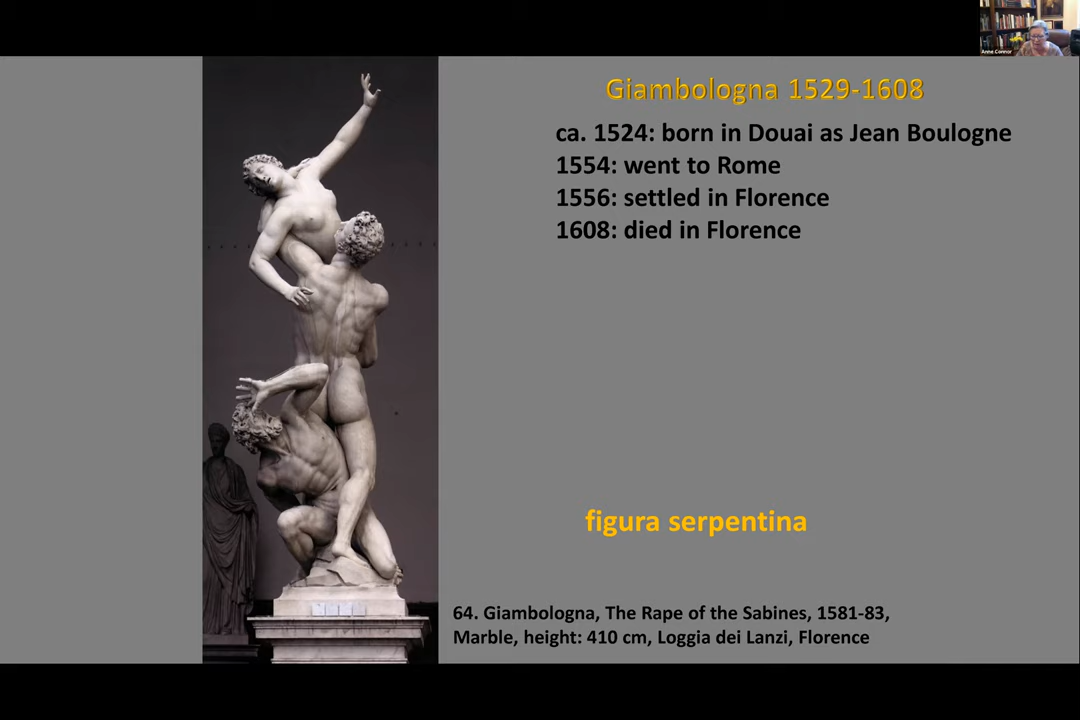 Anne Connor
Giambologna 1529-1608
ca. 1524: born in Douai as Jean Boulogne
1554: went to Rome
1556: settled in Florence
1608: died in Florence
figura serpentina
64. Giambologna, The Rape of the Sabines, 1581-83,
Marble, height: 410 cm, Loggia dei Lanzi, Florence